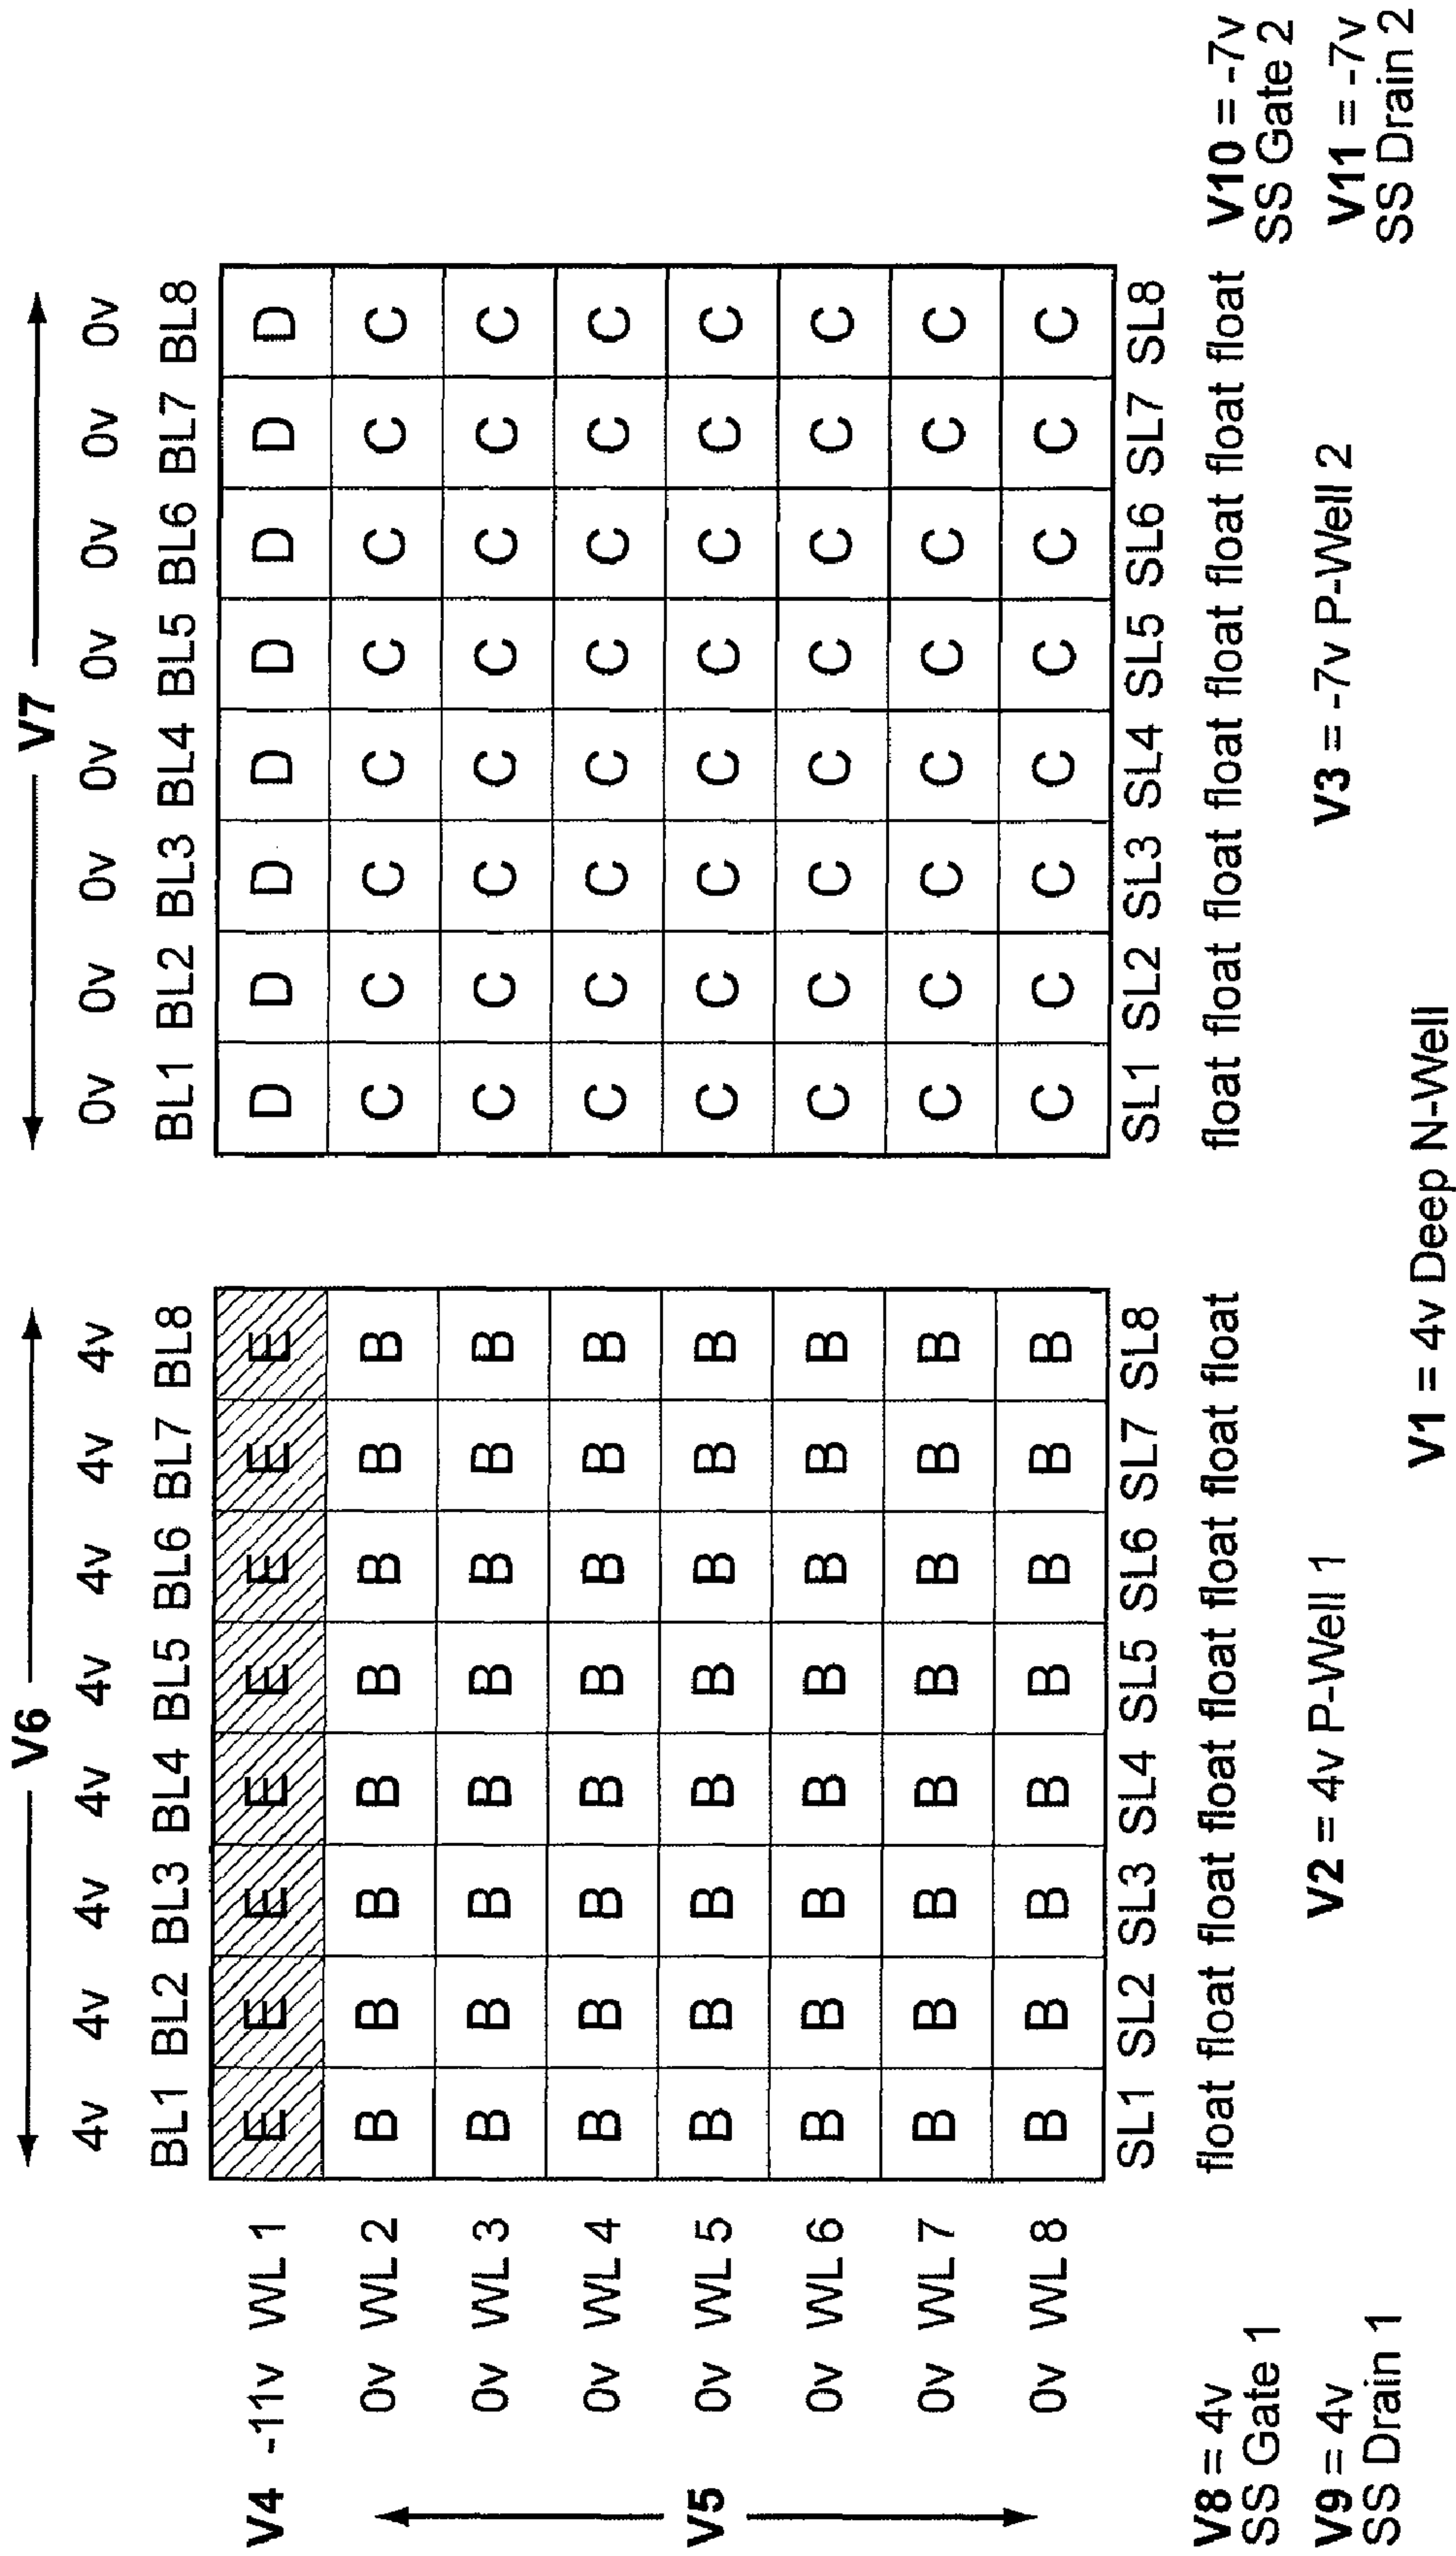 V6 V7
4v 4v 4v 4v 4v 4v 4v 4v 0v 0v 0v 0v 0v 0v 0v 0v
BL1 BL2 BL3 BL4 BL5 BL6 BL7 BL8 BL1 BL2 BL3 BL4 BL5 BL6 BL7 BL8
V4 -11v WL 1 E E E E E E E E D D D D D D D D
0v WL 2 B B B B B B B B C C C C C C C C
0v WL 3 B B B B B B B B C C C C C C C C
0v WL 4 B B B B B B B B C C C C C C C C
V5 0v WL 5 B B B B B B B B C C C C C C C C
0v WL 6 B B B B B B B B C C C C C C C C
0v WL 7 B B B B B B B B C C C C C C C C
0v WL 8 B B B B B B B B C C C C C C C C
SL1 SL2 SL3 SL4 SL5 SL6 SL7 SL8 SL1 SL2 SL3 SL4 SL5 SL6 SL7 SL8
float float float float float float float float float float float float float float float float
V8 = 4v
SS Gate 1
V9 = 4v
SS Drain 1
V2 = 4v P-Well 1
V3 = -7v P-Well 2
V10 = -7v
SS Gate 2
V11 = -7v
SS Drain 2
V1 = 4v Deep N-Well